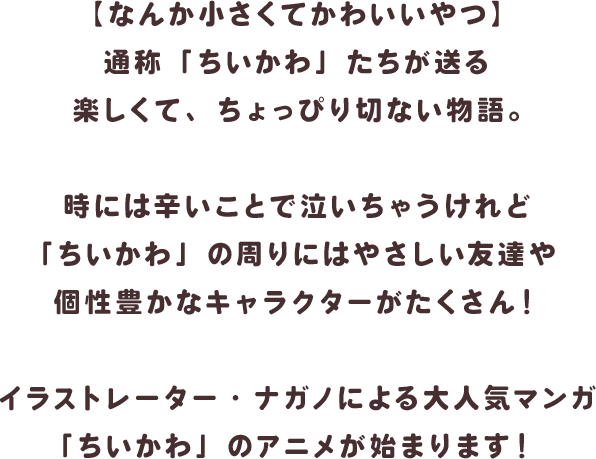 【なんか小さくてかわいいやつ】
通称「ちいかわ」たちが送る
楽しくて、ちょっぴり切ない物語。
時には辛いことで泣いちゃうけれど
「ちいかわ」の周りにはやさしい友達や
個性豊かなキャラクターがたくさん！
イラストレーター・ナガノによる大人気マンガ
「ちいかわ」のアニメが始まります！